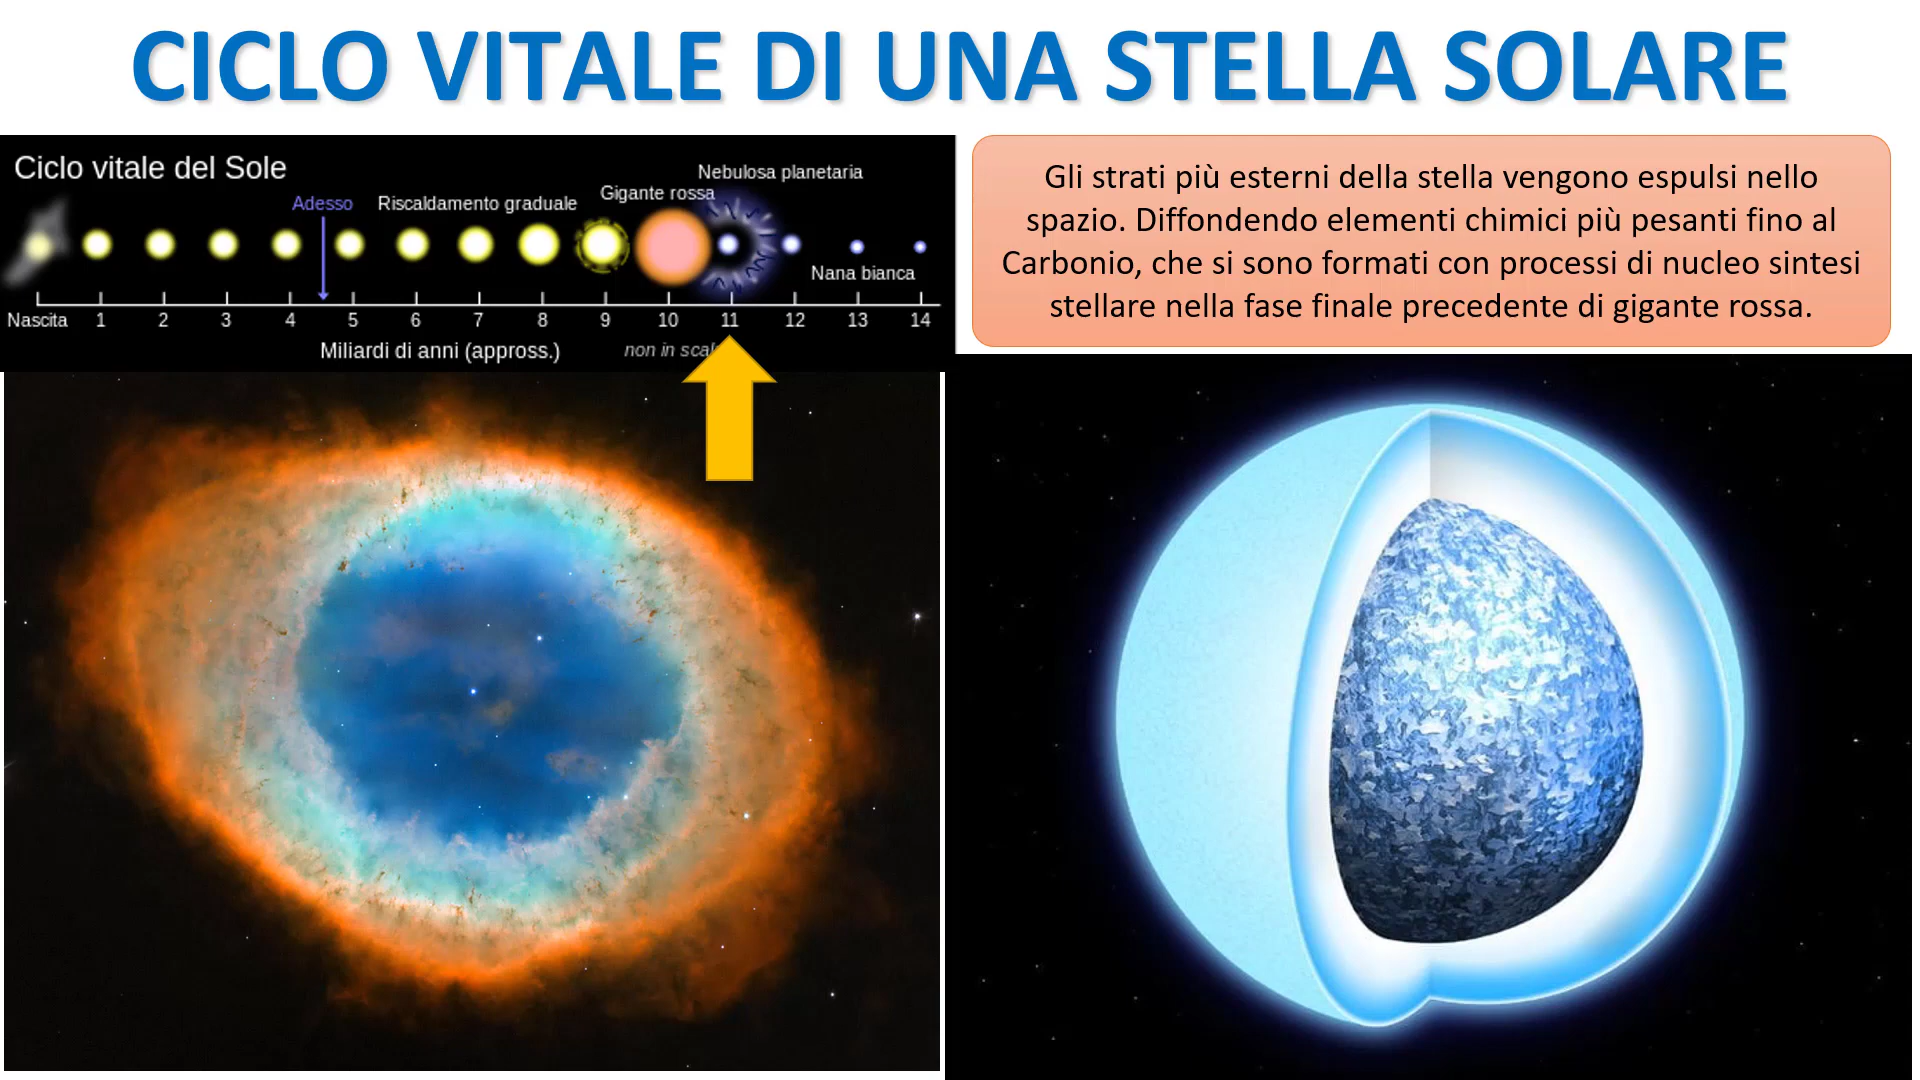 CICLO VITALE DI UNA STELLA SOLARE
Ciclo vitale del Sole
Nebulosa planetaria
Gigante rossa
Adesso
Riscaldamento graduale
Nana bianca
Nascita 1 2 3 4 5 6 7 8 9 10 11 12 13 14
Miliardi di anni (appross.)
non in scal
Gli strati più esterni della stella vengono espulsi nello
spazio. Diffondendo elementi chimici più pesanti fino al
Carbonio, che si sono formati con processi di nucleo sintesi
stellare nella fase finale precedente di gigante rossa.